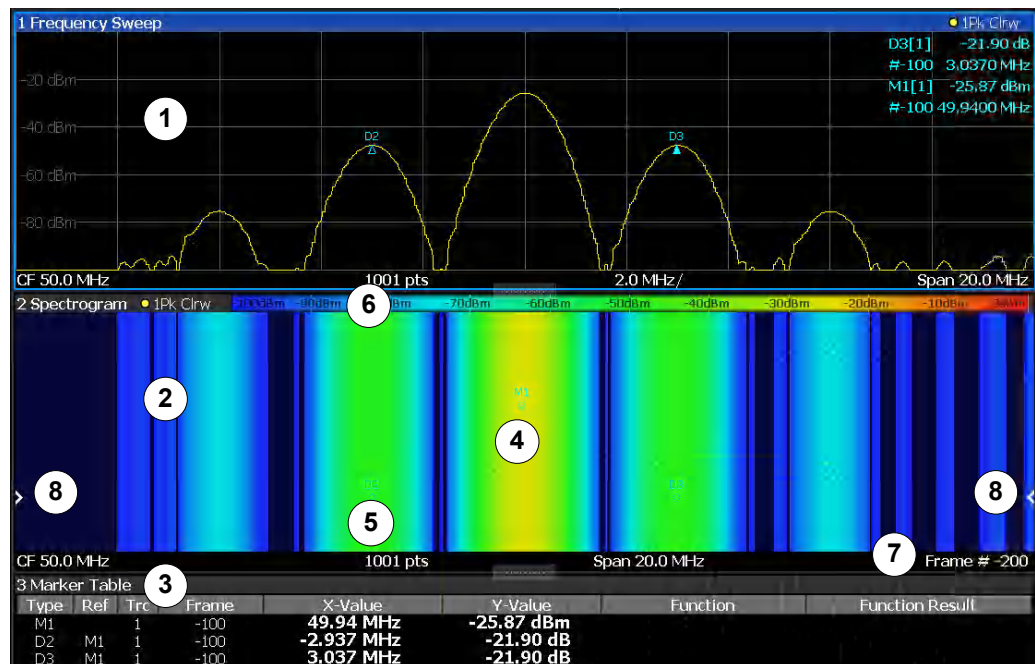 1 Frequency Sweep
1Pk Clrw
D3[1] -21.90 dB
#-100 3.0370 MHz
M1[1] -25.87 dBm
#-100 49.9400 MHz
-20 dBm
-40 dBm
1
D2
D3
-60 dBm
-80 dBm
CF 50.0 MHz 1001 pts 2.0 MHz/ Span 20.0 MHz
2 Spectrogram 1Pk Clrw -100dBm -90dBm 6 -70dBm -60dBm -50dBm -40dBm -30dBm -20dBm -10dBm
2
M1
4
8
D2
D3
8
5
7
CF 50.0 MHz 1001 pts Span 20.0 MHz Frame # -200
3 Marker Table 3
Type Ref Trc Frame X-Value Y-Value Function Function Result
M1 1 -100 49.94 MHz -25.87 dBm
D2 M1 1 -100 -2.937 MHz -21.90 dB
D3 M1 1 -100 3.037 MHz -21.90 dB